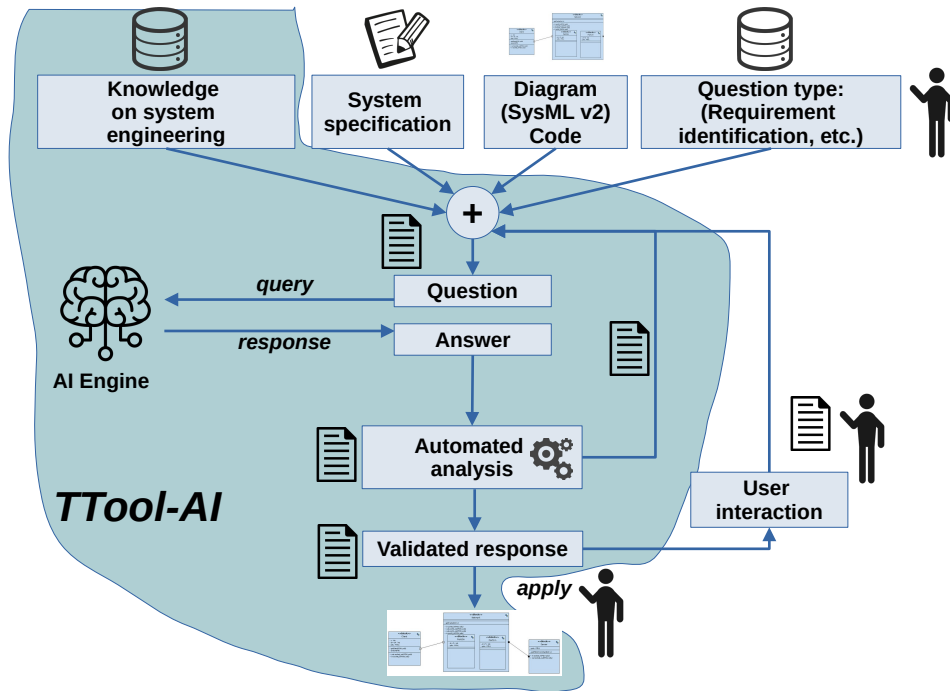 Knowledge
on system
engineering
System
specification
Diagram
(SysML v2)
Code
Question type:
(Requirement
identification, etc.)
+
query
Question
response
Answer
AI Engine
Automated
analysis
TTool-AI
User
interaction
Validated response
apply